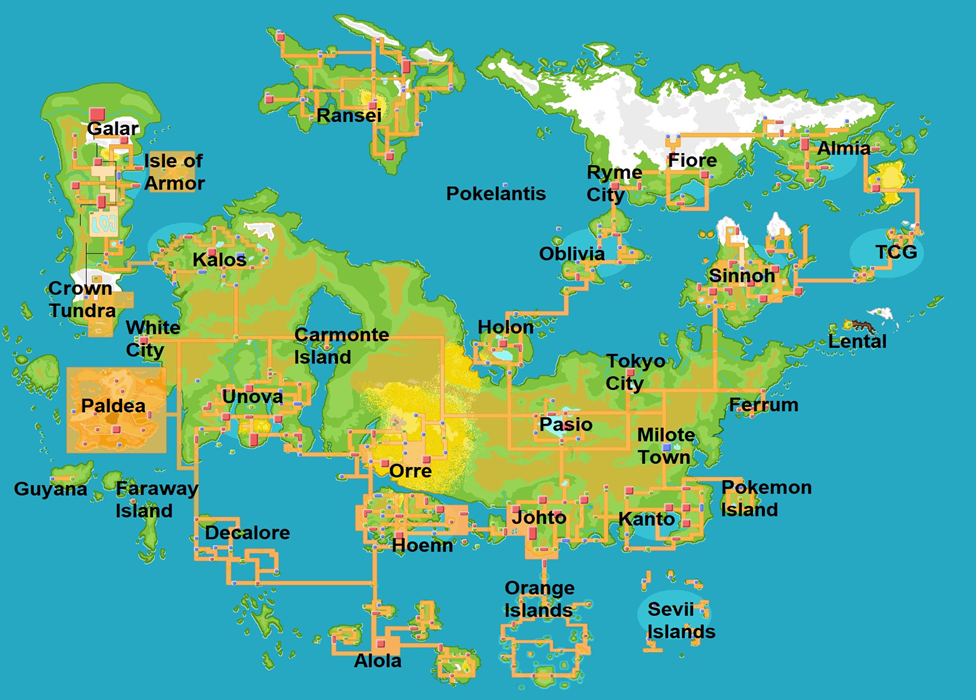 Ransei
Galar
Isle of
Armor
Almia
Fiore
Ryme
City
Pokelantis
Oblivia
TCG
Kalos
Sinnoh
Crown
Tundra
White
City
Carmonte
Island
Holon
Lental
Tokyo
City
Paldea
Unova
Ferrum
Pasio
Milote
Town
Orre
Guyana
Faraway
Island
Pokemon
Island
Johto
Kanto
Decalore
Hoenn
Orange
Islands
Sevii
Islands
Alola